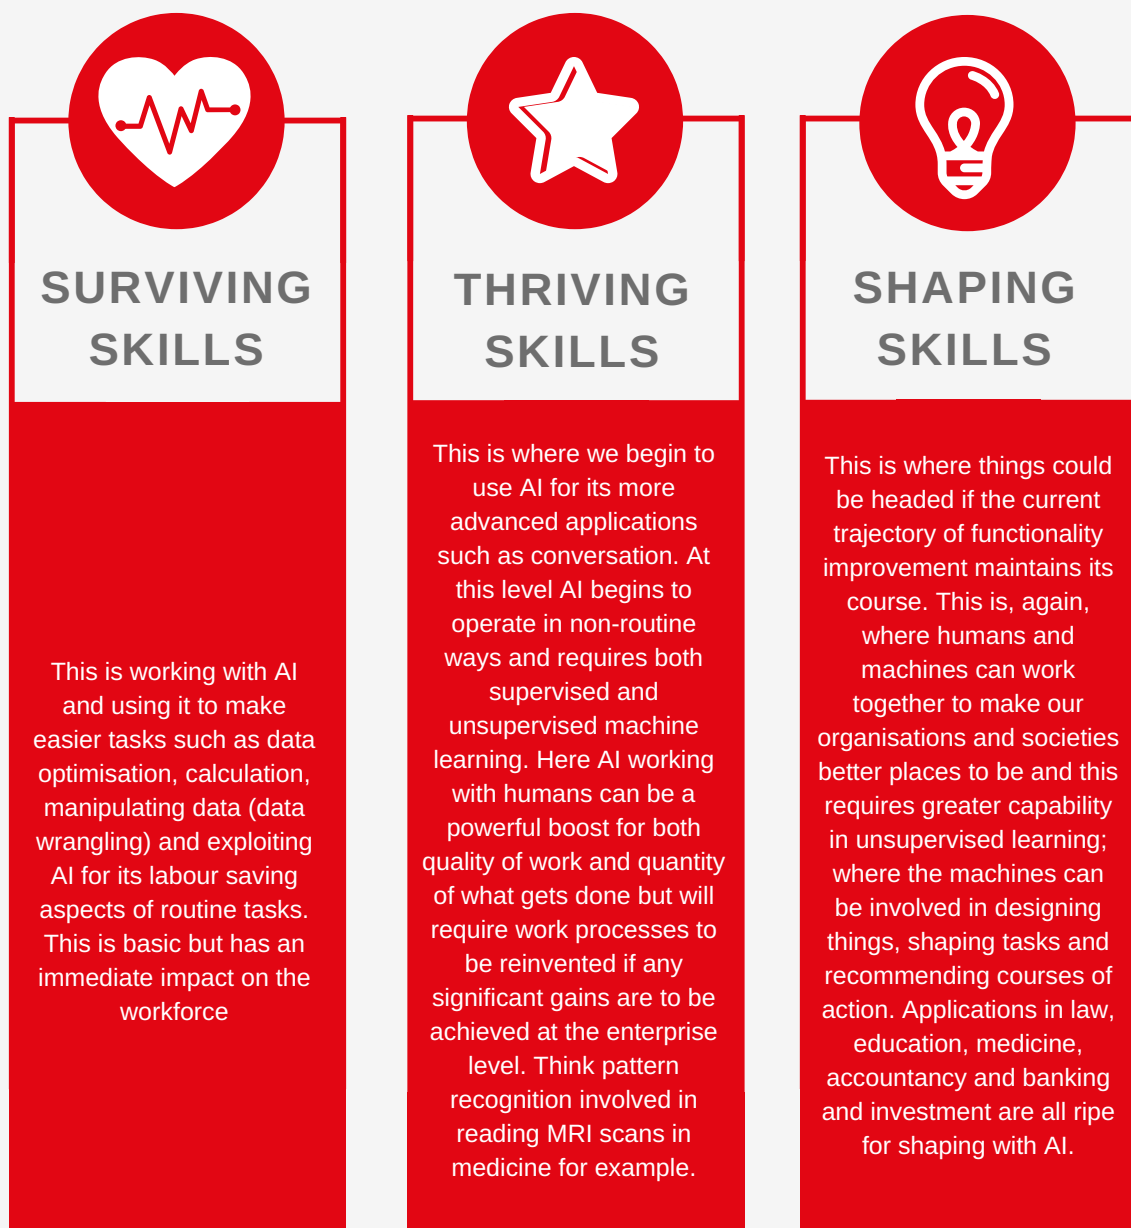 SURVIVING
SKILLS
This is working with AI
and using it to make
easier tasks such as data
optimisation, calculation,
manipulating data (data
wrangling) and exploiting
AI for its labour saving
aspects of routine tasks.
This is basic but has an
immediate impact on the
workforce
THRIVING
SKILLS
This is where we begin to
use AI for its more
advanced applications
such as conversation. At
this level AI begins to
operate in non-routine
ways and requires both
supervised and
unsupervised machine
learning. Here AI working
with humans can be a
powerful boost for both
quality of work and quantity
of what gets done but will
require work processes to
be reinvented if any
significant gains are to be
achieved at the enterprise
level. Think pattern
recognition involved in
reading MRI scans in
medicine for example.
SHAPING
SKILLS
This is where things could
be headed if the current
trajectory of functionality
improvement maintains its
course. This is, again,
where humans and
machines can work
together to make our
organisations and societies
better places to be and this
requires greater capability
in unsupervised learning;
where the machines can
be involved in designing
things, shaping tasks and
recommending courses of
action. Applications in law,
education, medicine,
accountancy and banking
and investment are all ripe
for shaping with AI.